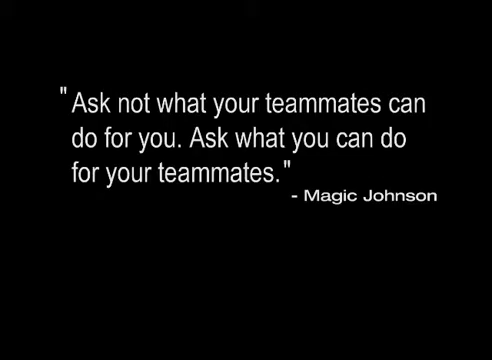 "Ask not what your teammates can
do for you. Ask what you can do
for your teammates."
- Magic Johnson